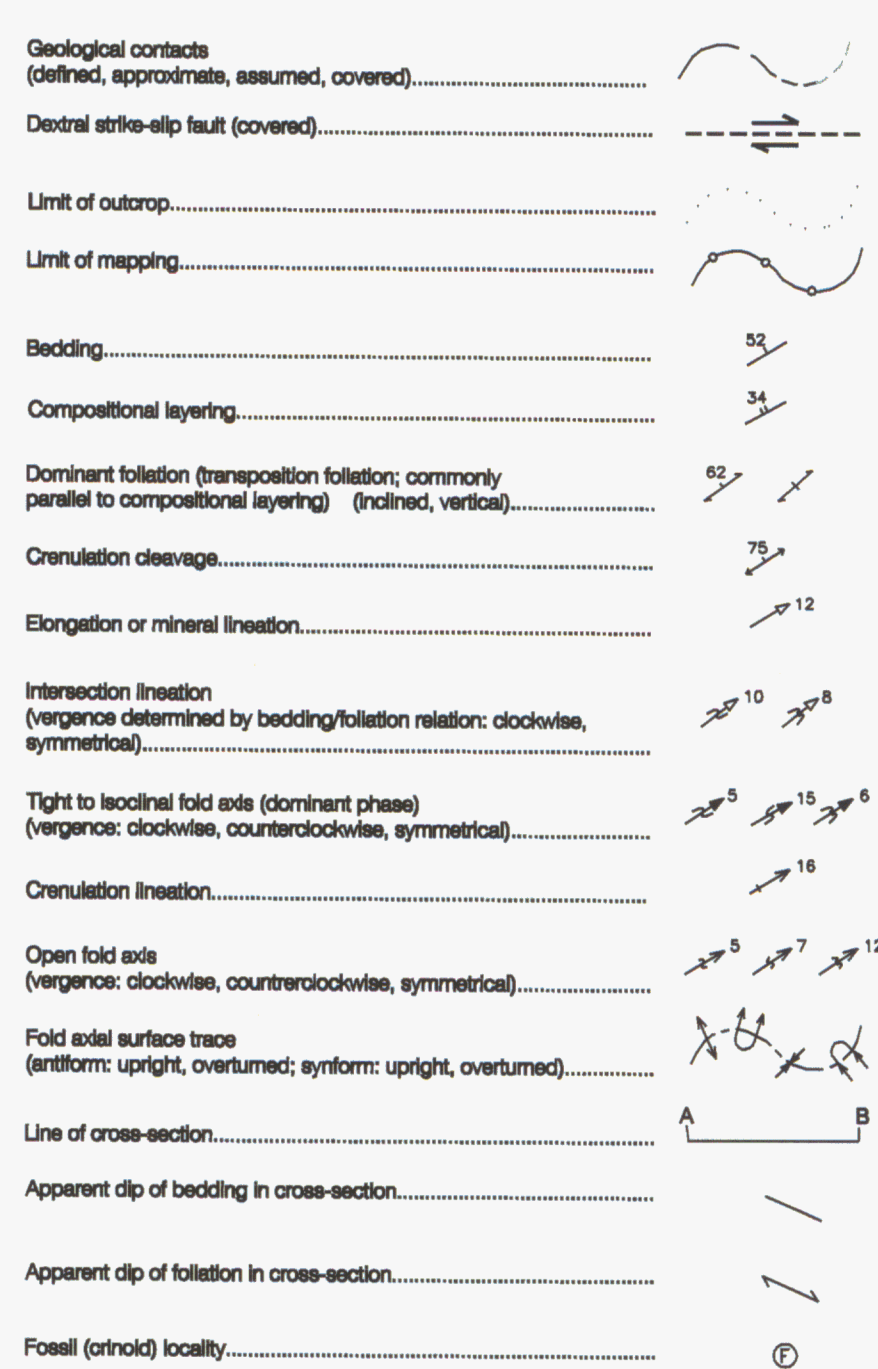 Geological contacts
(defined, approximate, assumed, covered)
Dextral strike-slip fault (covered)
Limit of outcrop
Limit of mapping
Bedding 52
Compositional layering 34
Dominant foliation (transposition foliation; commonly
parallel to compositional layering) (inclined, vertical) 62
Crenulation cleavage 75
Elongation or mineral lineation 12
Intersection lineation
(vergence determined by bedding/foliation relation: clockwise, 10 8
symmetrical)
Tight to isoclinal fold axis (dominant phase) 5 15 6
(vergence: clockwise, counterclockwise, symmetrical)
Crenulation lineation 16
Open fold axis 5 7 12
(vergence: clockwise, countrerclockwise, symmetrical)
Fold axial surface trace
(antiform: upright, overturned; synform: upright, overturned)
Line of cross-section A B
Apparent dip of bedding in cross-section
Apparent dip of foliation in cross-section
Fossil (crinoid) locality F